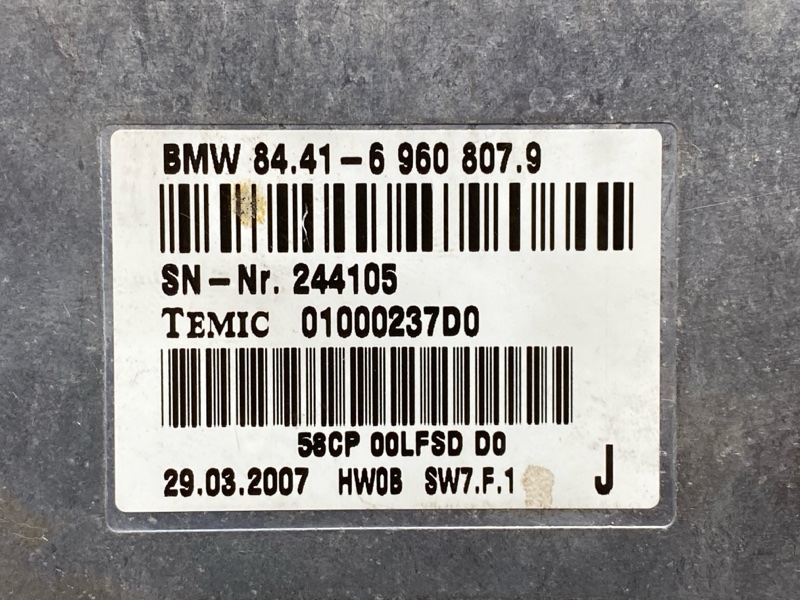 BMW 84.41-6 960 807.9
SN-Nr. 244105
TEMIC 01000237D0
58CP 00LFSD D0
29.03.2007 HW0B SW7.F.1 J